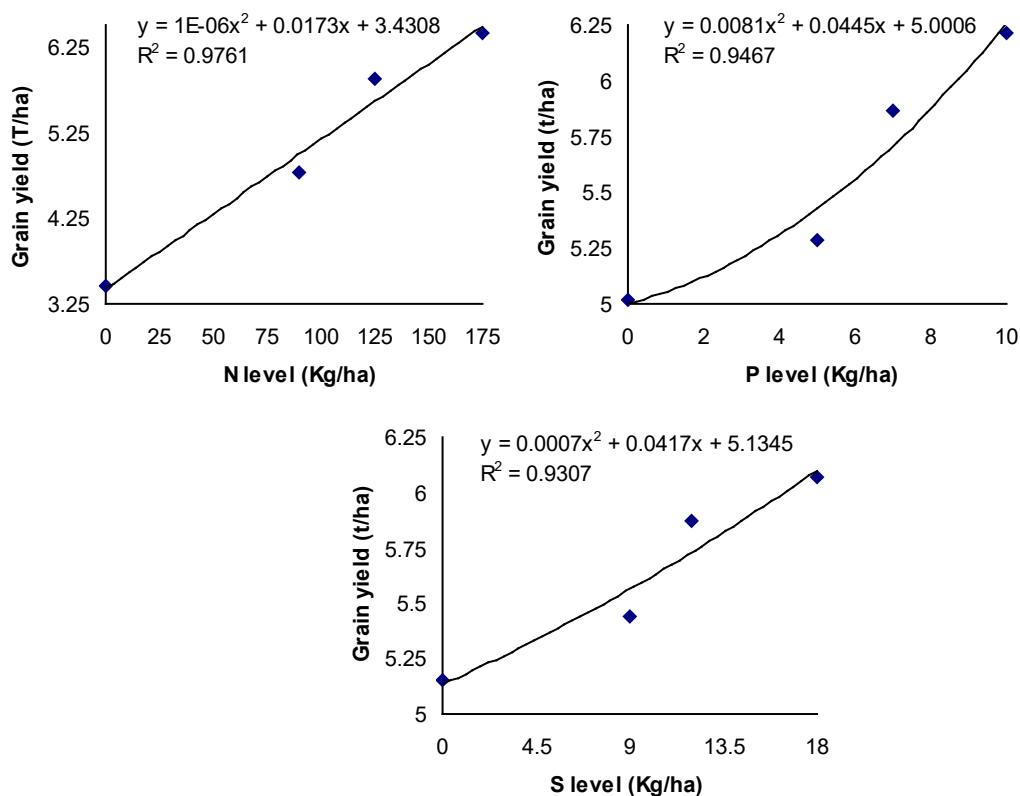 y = 1E-06x² + 0.0173x + 3.4308
R² = 0.9761
6.25
5.25
4.25
3.25
Grain yield (T/ha)
0 25 50 75 100 125 150 175
N level (Kg/ha)
y = 0.0081x² + 0.0445x + 5.0006
R² = 0.9467
6.25
6
5.75
5.5
5.25
5
Grain yield (t/ha)
0 2 4 6 8 10
P level (Kg/ha)
y = 0.0007x² + 0.0417x + 5.1345
R² = 0.9307
6.25
6
5.75
5.5
5.25
5
Grain yield (t/ha)
0 4.5 9 13.5 18
S level (Kg/ha)